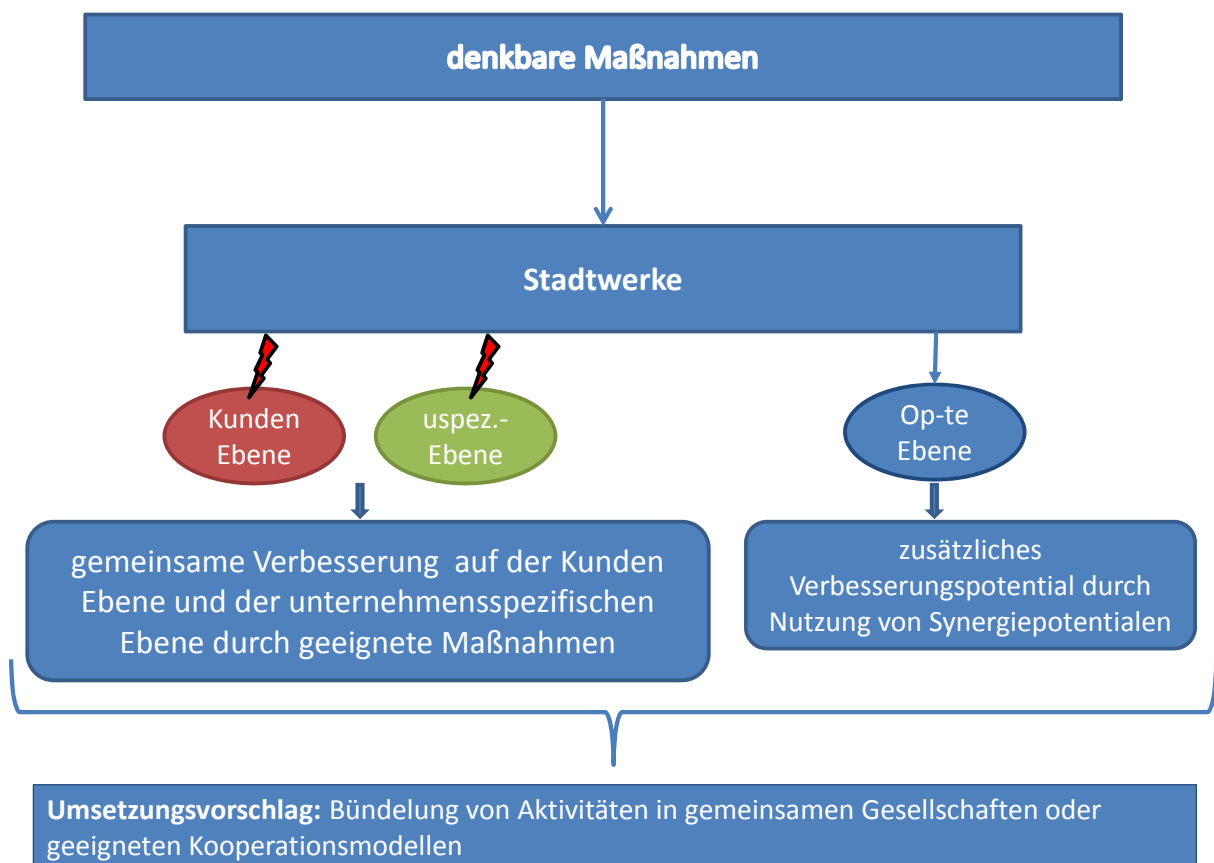 denkbare Maßnahmen
Stadtwerke
Kunden
Ebene
uspez.-
Ebene
Op-te
Ebene
gemeinsame Verbesserung auf der Kunden
Ebene und der unternehmensspezifischen
Ebene durch geeignete Maßnahmen
zusätzliches
Verbesserungspotential durch
Nutzung von Synergiepotentialen
Umsetzungsvorschlag: Bündelung von Aktivitäten in gemeinsamen Gesellschaften oder
geeigneten Kooperationsmodellen